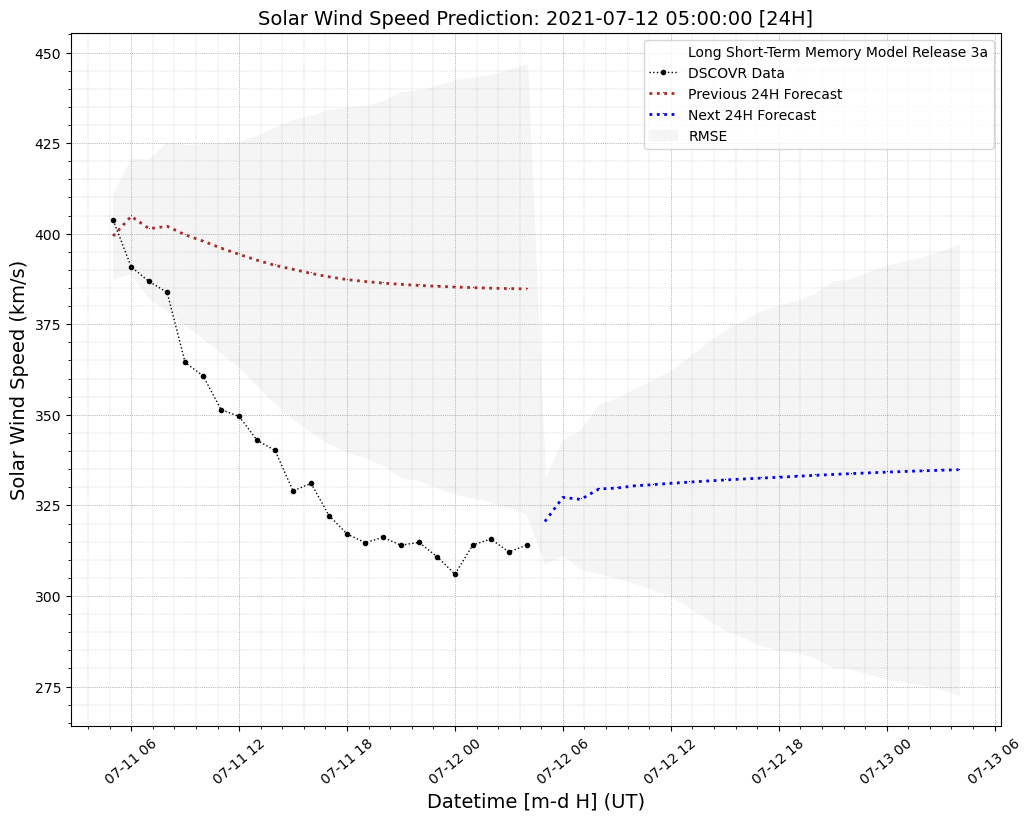 Solar Wind Speed Prediction: 2021-07-12 05:00:00 [24H]
Long Short-Term Memory Model Release 3a
DSCOVR Data
Previous 24H Forecast
Next 24H Forecast
RMSE
Solar Wind Speed (km/s)
450
425
400
375
350
325
300
275
07-11 06
07-11 12
07-11 18
07-12 00
07-12 06
07-12 12
07-12 18
07-13 00
07-13 06
Datetime [m-d H] (UT)